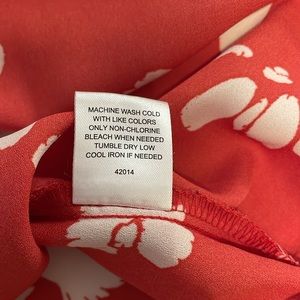 MACHINE WASH COLD
WITH LIKE COLORS
ONLY NON-CHLORINE
BLEACH WHEN NEEDED
TUMBLE DRY LOW
COOL IRON IF NEEDED
42014